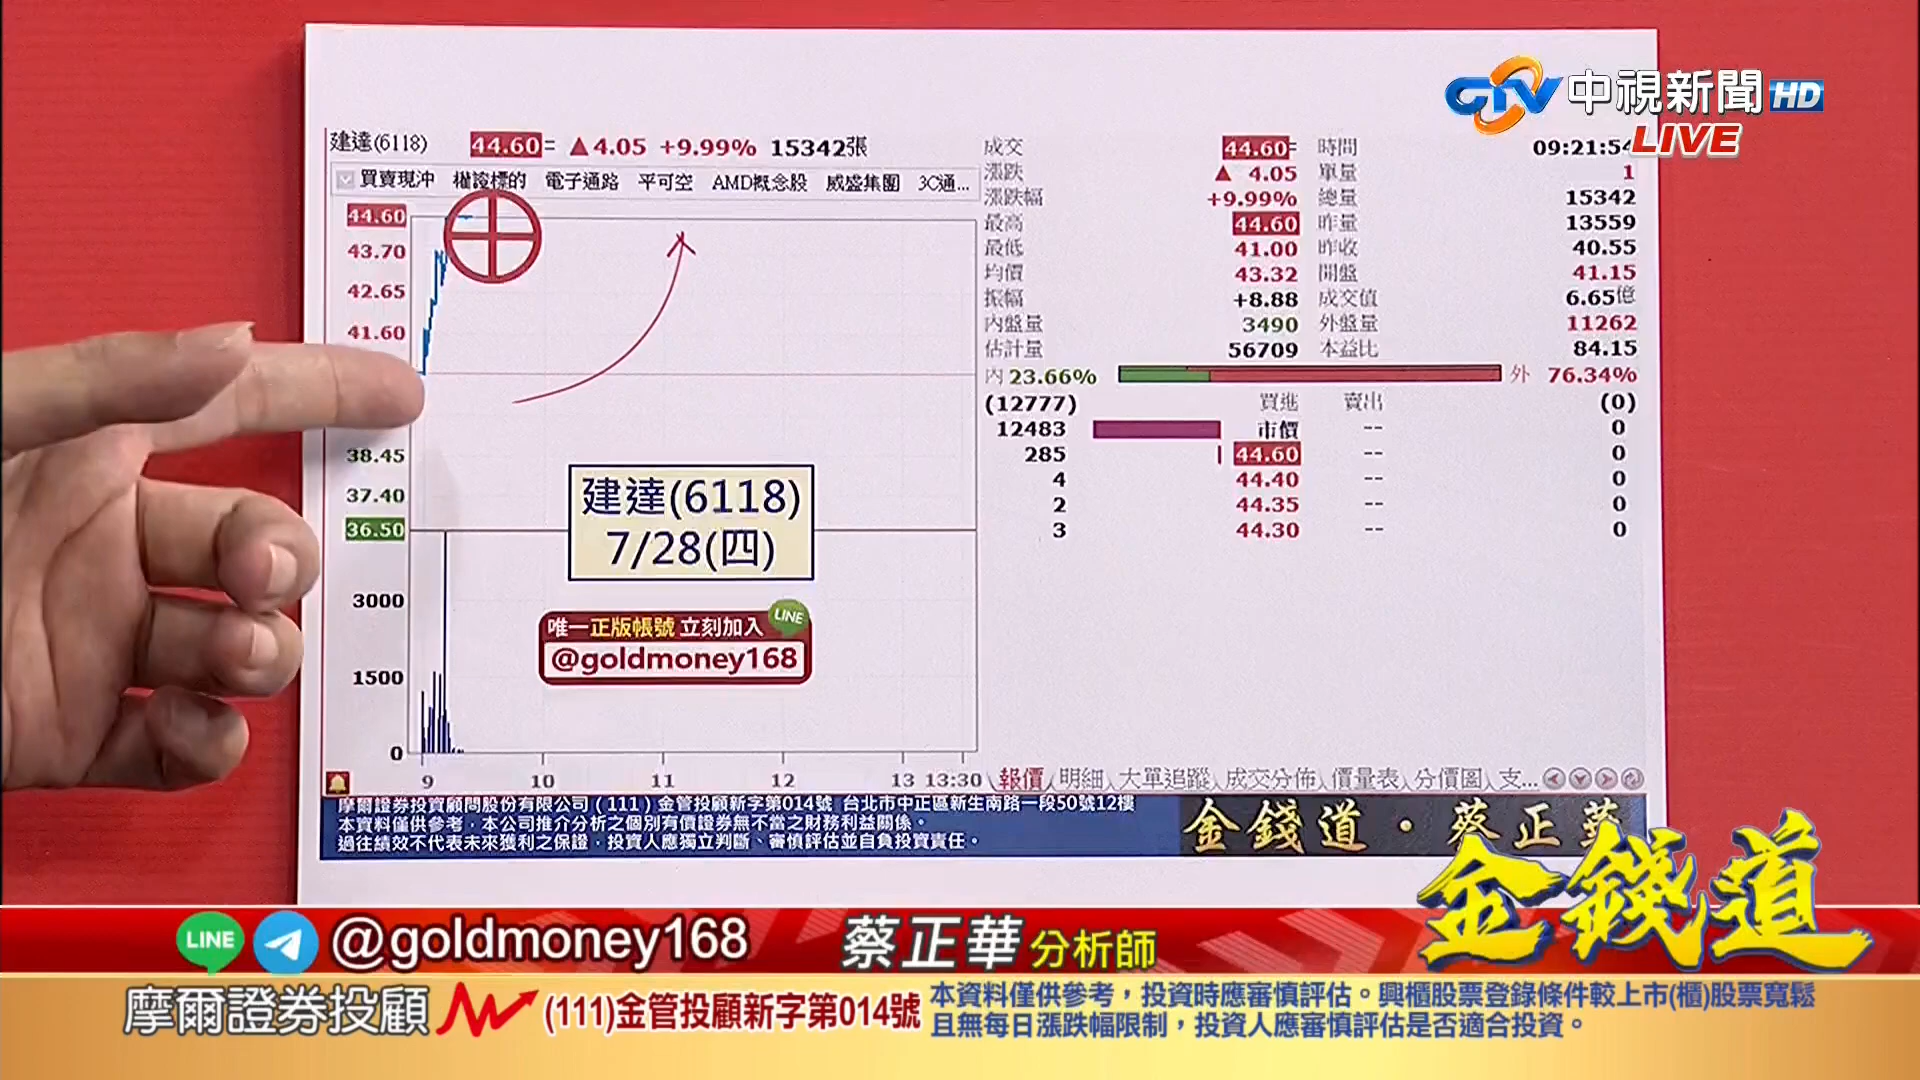 CTV 中視新聞 HD
LIVE
建達(6118) 44.60= ▲4.05 +9.99% 15342張
買賣現沖 權證標的 電子通路 平可空 AMD概念股 威盛集團 3C通...
44.60
43.70
42.65
41.60
38.45
37.40
36.50
3000
1500
0
9 10 11 12 13 13:30
建達(6118)
7/28(四)
唯一正版帳號 立刻加入 LINE
@goldmoney168
成交 44.60= 時間 09:21:54
漲跌 ▲ 4.05 單量 1
漲跌幅 +9.99% 總量 15342
最高 44.60 昨量 13559
最低 41.00 昨收 40.55
均價 43.32 開盤 41.15
振幅 +8.88 成交值 6.65億
內盤量 3490 外盤量 11262
估計量 56709 本益比 84.15
內 23.66% 外 76.34%
(12777) 買進 賣出 (0)
12483 市價 -- 0
285 44.60 -- 0
4 44.40 -- 0
2 44.35 -- 0
3 44.30 -- 0
報價 明細 大單追蹤 成交分佈 價量表 分價圖 支...
摩爾證券投資顧問股份有限公司 (111) 金管投顧新字第014號 台北市中正區新生南路一段50號12樓
本資料僅供參考，本公司推介分析之個別有價證券無不當之財務利益關係。
過往績效不代表未來獲利之保證，投資人應獨立判斷、審慎評估並自負投資責任。
金錢道·蔡正華
金錢道
LINE @goldmoney168 蔡正華 分析師
摩爾證券投顧 (111)金管投顧新字第014號
本資料僅供參考，投資時應審慎評估。興櫃股票登錄條件較上市(櫃)股票寬鬆
且無每日漲跌幅限制，投資人應審慎評估是否適合投資。